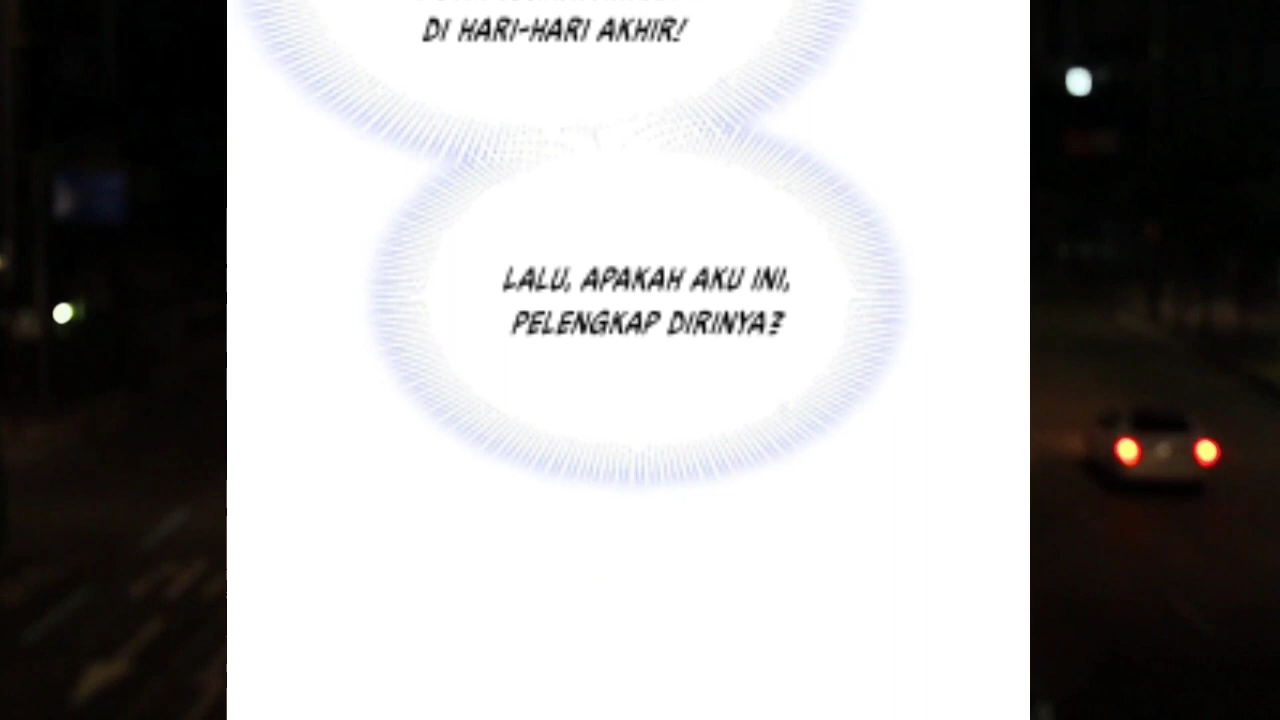 DI HARI-HARI AKHIR!
LALU, APAKAH AKU INI,
PELENGKAP DIRINYA?